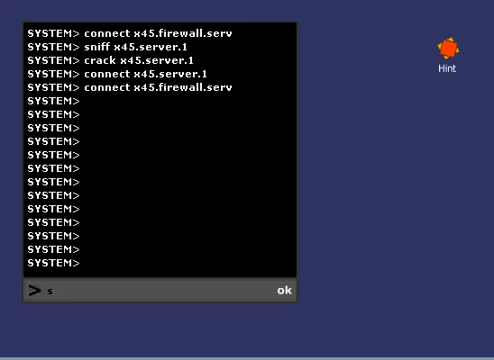 SYSTEM> connect x45.firewall.serv
SYSTEM> sniff x45.server.1
SYSTEM> crack x45.server.1
SYSTEM> connect x45.server.1
SYSTEM> connect x45.firewall.serv
SYSTEM>
SYSTEM>
SYSTEM>
SYSTEM>
SYSTEM>
SYSTEM>
SYSTEM>
SYSTEM>
SYSTEM>
SYSTEM>
SYSTEM>
SYSTEM>
SYSTEM>
> s ok
Hint